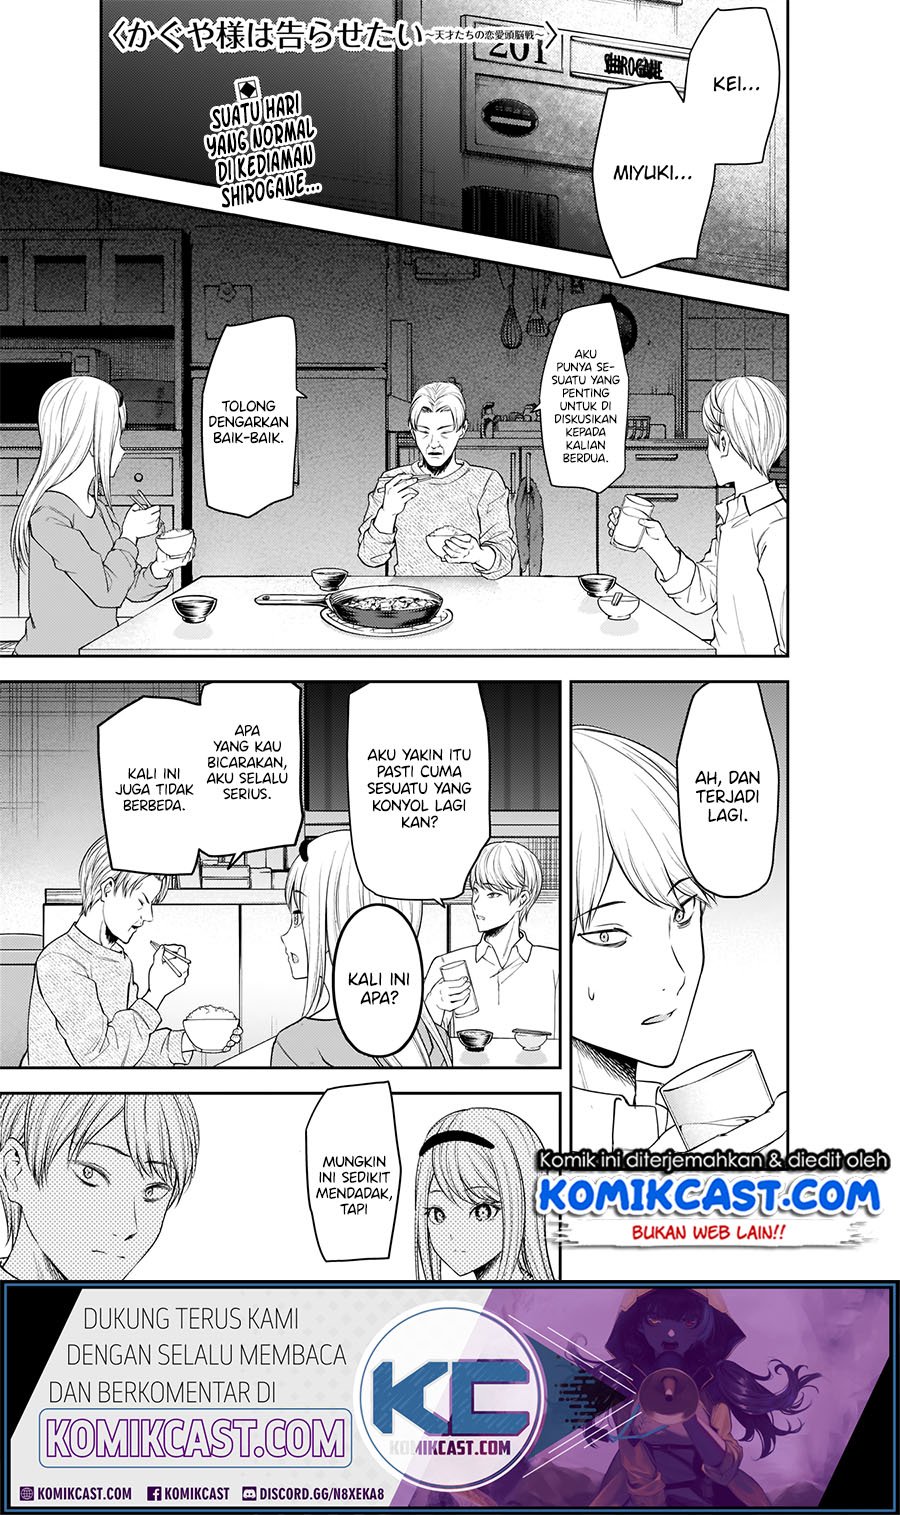 かぐや様は告らせたい
~天才たちの恋愛頭脳戦~
201
SHIROGANE
KEI...
MIYUKI...
SUATU HARI
YANG NORMAL
DI KEDIAMAN
SHIROGANE...
AKU
PUNYA SE-
SUATU YANG
PENTING
UNTUK DI
DISKUSIKAN
KEPADA
KALIAN
BERDUA.
TOLONG
DENGARKAN
BAIK-BAIK.
AH, DAN
TERJADI
LAGI.
AKU YAKIN ITU
PASTI CUMA
SESUATU YANG
KONYOL LAGI
KAN?
APA
YANG KAU
BICARAKAN,
AKU SELALU
SERIUS.
KALI INI
JUGA TIDAK
BERBEDA.
KALI INI
APA?
MUNGKIN
INI SEDIKIT
MENDADAK,
TAPI
Komik ini diterjemahkan & diedit oleh
KOMIKCAST.COM
BUKAN WEB LAIN!!
DUKUNG TERUS KAMI
DENGAN SELALU MEMBACA
DAN BERKOMENTAR DI
KOMIKCAST.COM
KC
KOMIKCAST.COM
KOMIKCAST.COM
KOMIKCAST
DISCORD.GG/N8XEKA8